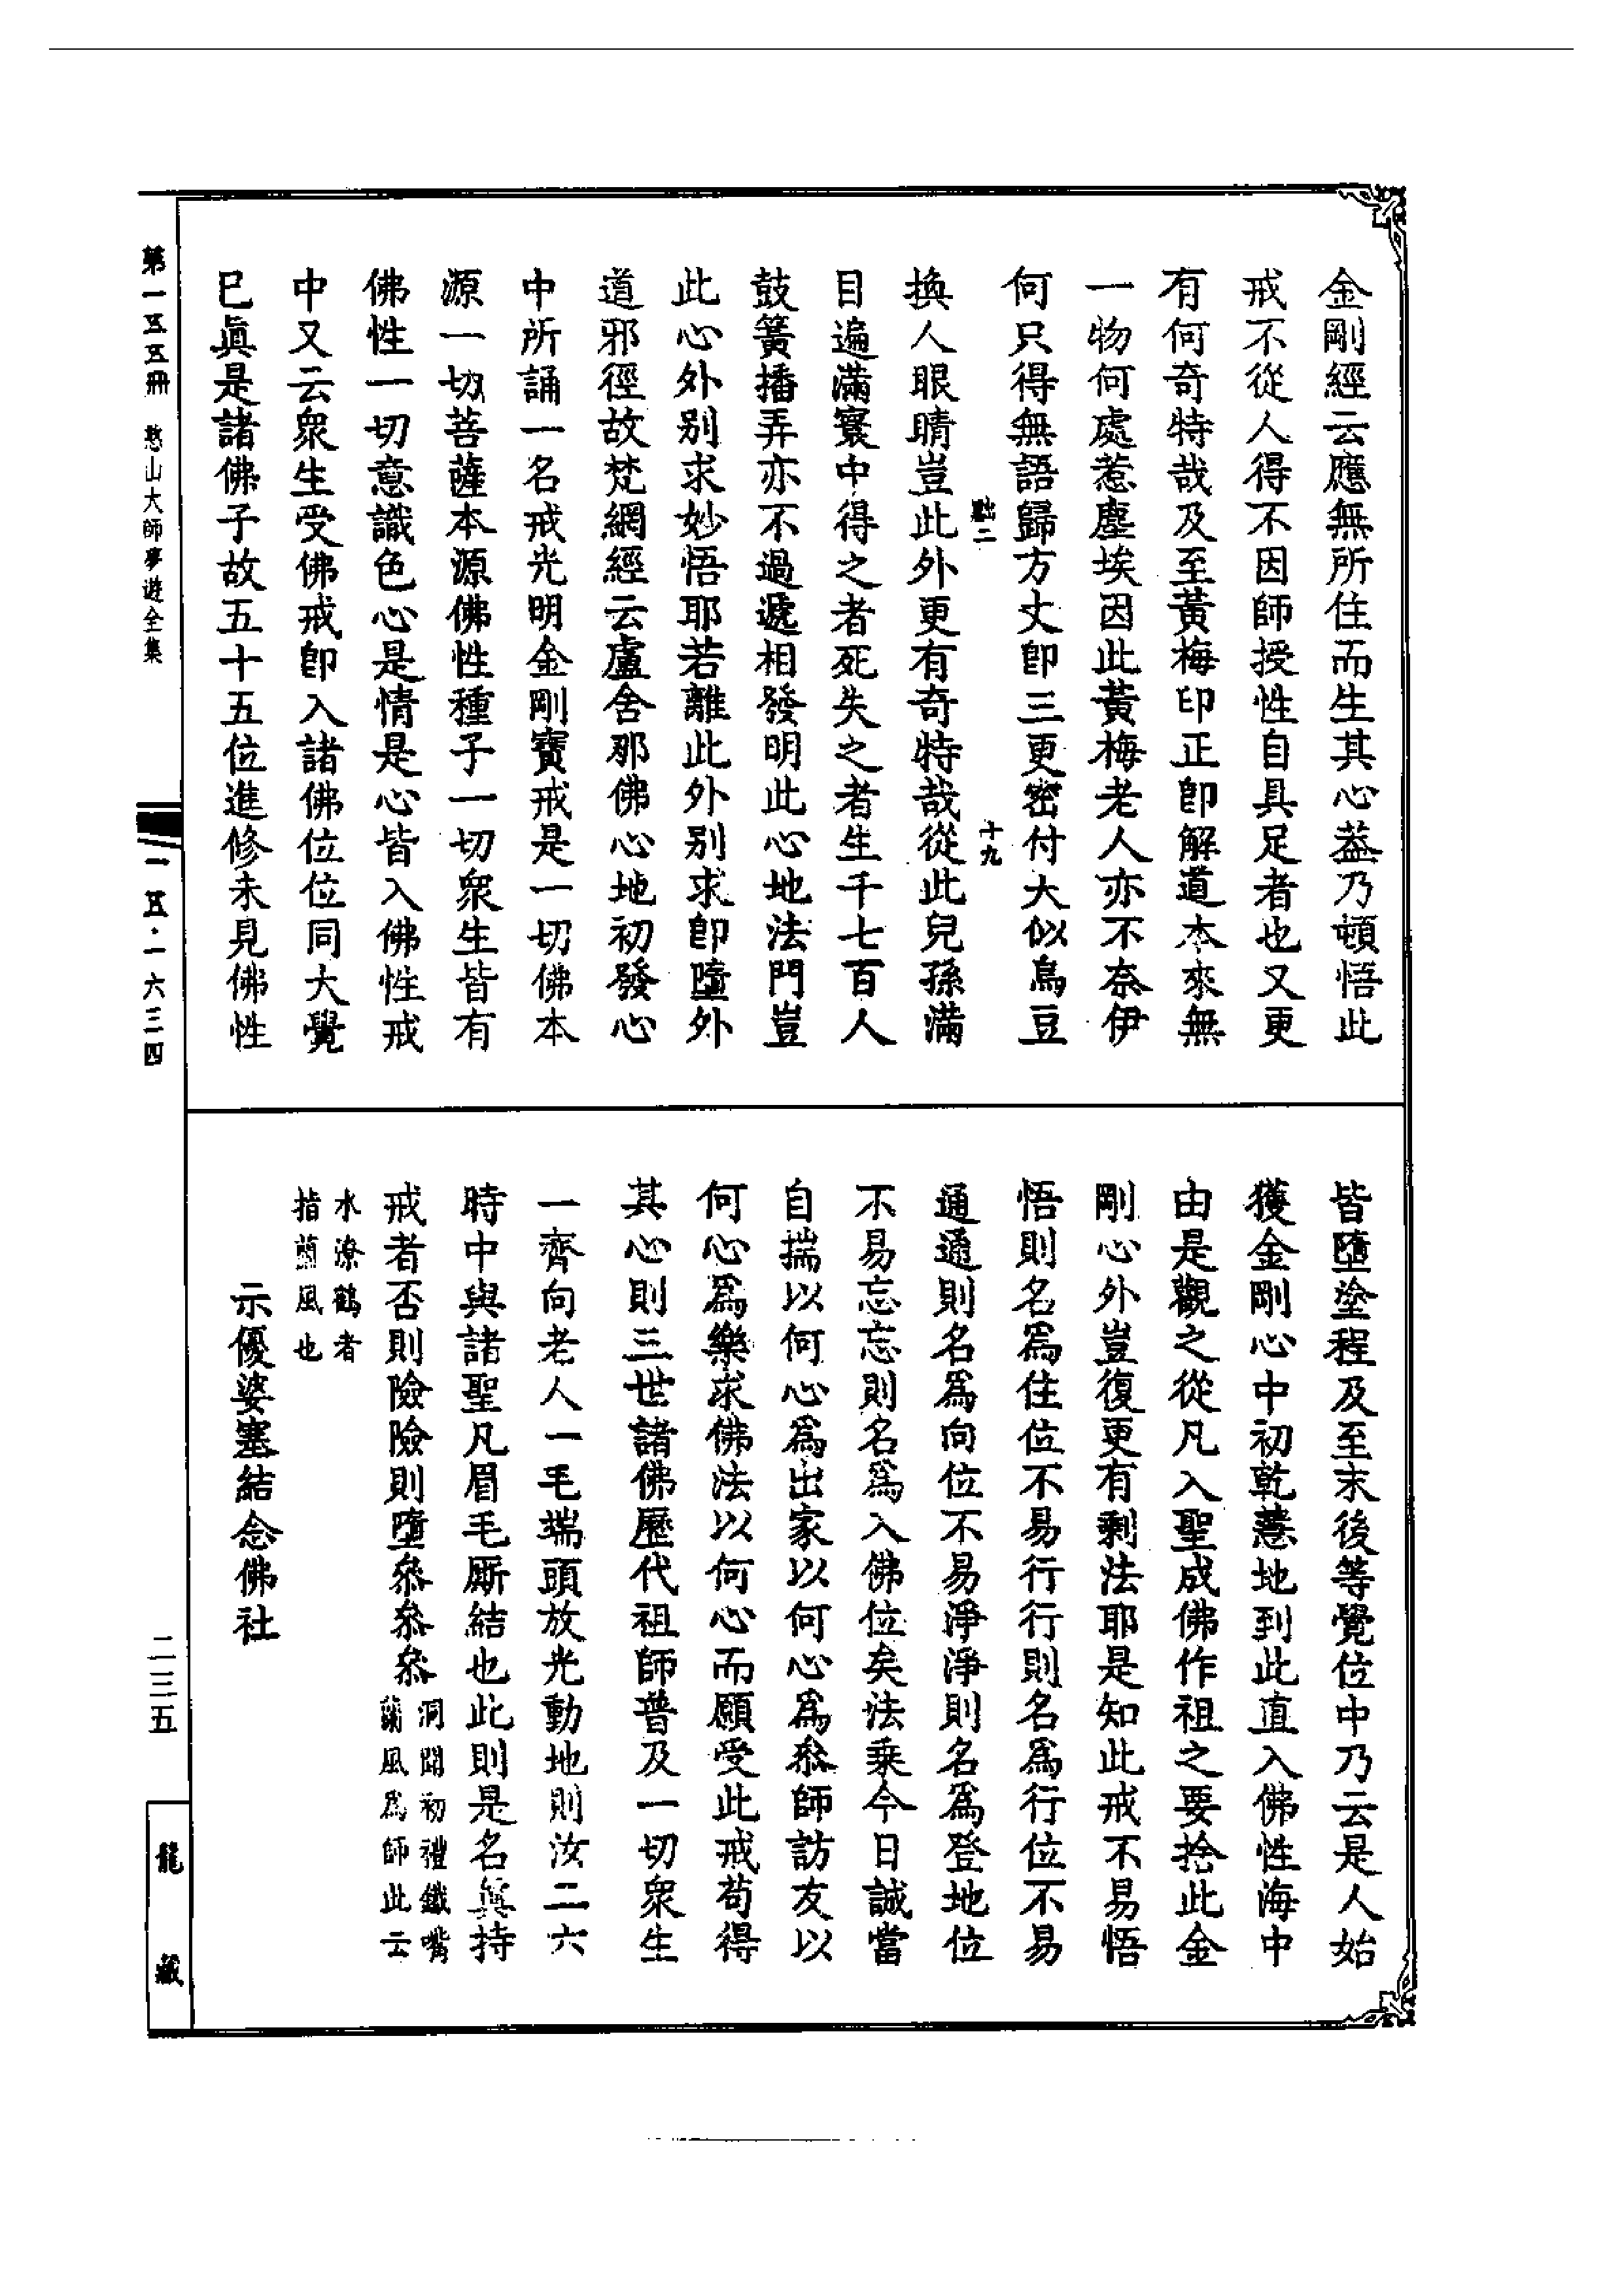 金剛經云應無所住而生其心葢乃頓悟此
戒不從人得不因師授性自具足者也又更
有何奇特哉及至黃梅印正卽解道本來無
一物何處惹塵埃因此黃梅老人亦不奈伊
何只得無語歸方丈卽三更密付大似烏豆
黜二
十九
換人眼睛豈此外更有奇特哉從此兒孫滿
目遍滿寰中得之者死失之者生千七百人
鼓簧播弄亦不過遞相發明此心地法門豈
此心外别求妙悟耶若離此外别求卽墮外
道邪徑故梵網經云盧舍那佛心地初發心
中所誦一名戒光明金剛寶戒是一切佛本
源一切菩薩本源佛性種子一切衆生皆有
佛性一切意識色心是情是心皆入佛性戒
中又云衆生受佛戒卽入諸佛位位同大覺
巳眞是諸佛子故五十五位進修未見佛性
皆墮塗程及至末後等覺位中乃云是人始
獲金剛心中初乾慧地到此直入佛性海中
由是觀之從凡入聖成佛作祖之要捨此金
剛心外豈復更有剩法耶是知此戒不易悟
悟則名爲住位不易行行則名爲行位不易
通通則名爲向位不易淨淨則名爲登地位
不易忘忘則名爲入佛位矣法乗今日誠當
自揣以何心爲出家以何心爲叅師訪友以
何心爲樂求佛法以何心而願受此戒苟得
其心則三世諸佛歷代祖師普及一切衆生
一齊向老人一毛端頭放光動地則汝二六
時中與諸聖凡眉毛厮結也此則是名眞持
戒者否則險險則墮叅叅叅
洞聞初禮鐵嘴
蘭風爲師此云
水潦鶴者
指蘭風也
示優婆塞結念佛社
第一五五冊 憨山大師夢遊全集
一五五·一六三四
二三五
龍藏